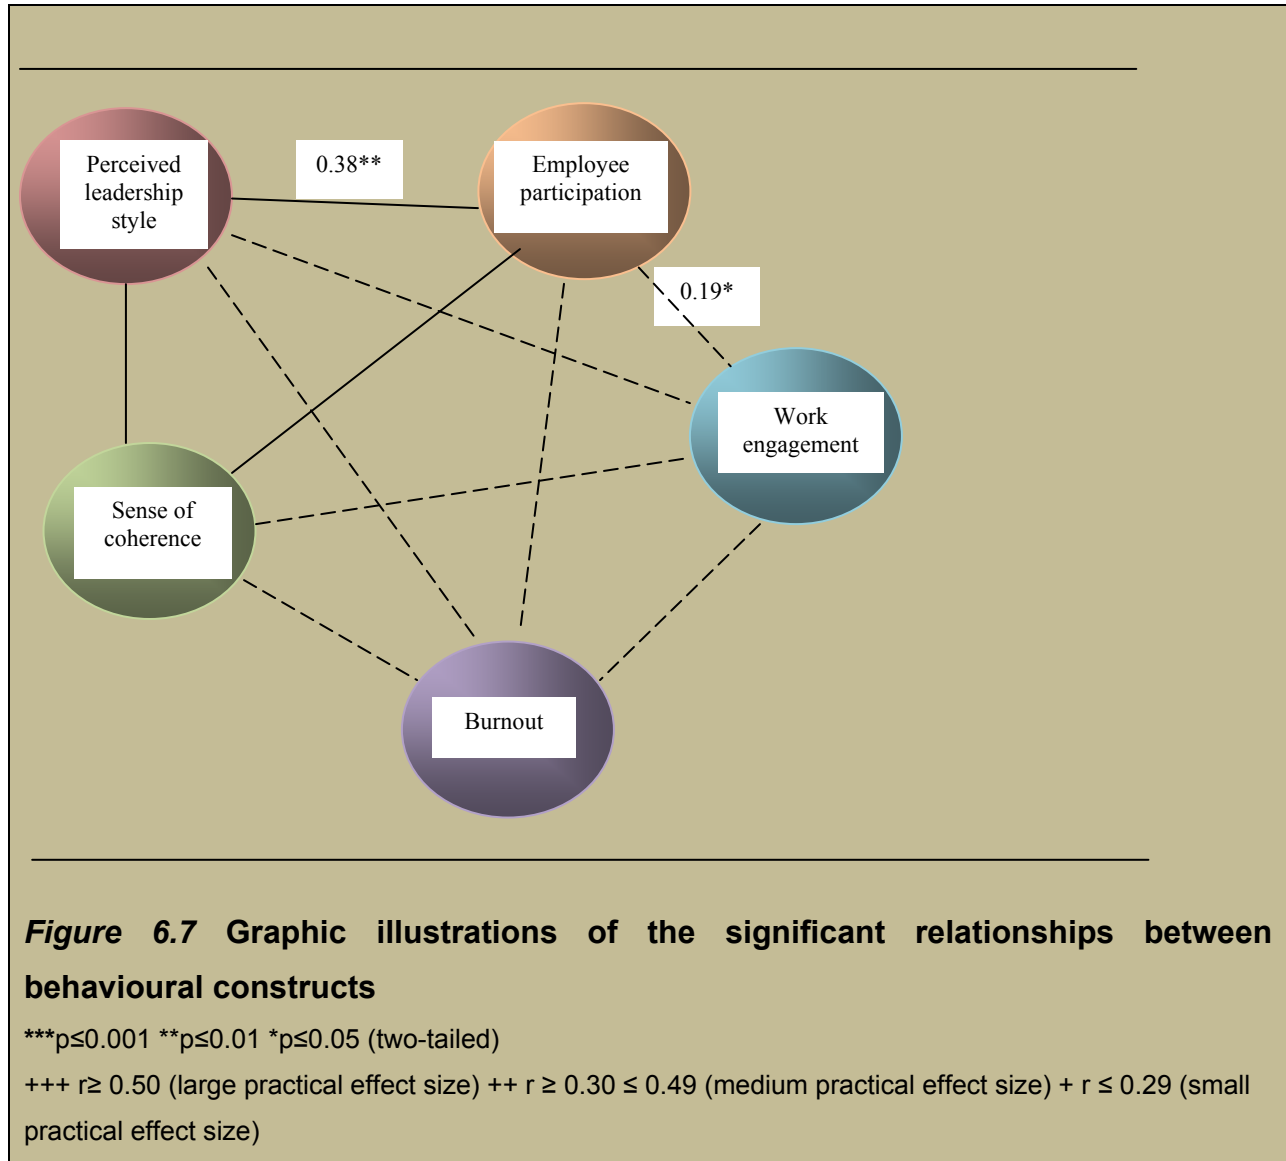 Perceived
leadership
style
0.38**
Employee
participation
0.19*
Work
engagement
Sense of
coherence
Burnout
Figure 6.7 Graphic illustrations of the significant relationships between
behavioural constructs
***p≤0.001 **p≤0.01 *p≤0.05 (two-tailed)
+++ r≥ 0.50 (large practical effect size) ++ r ≥ 0.30 ≤ 0.49 (medium practical effect size) + r ≤ 0.29 (small
practical effect size)